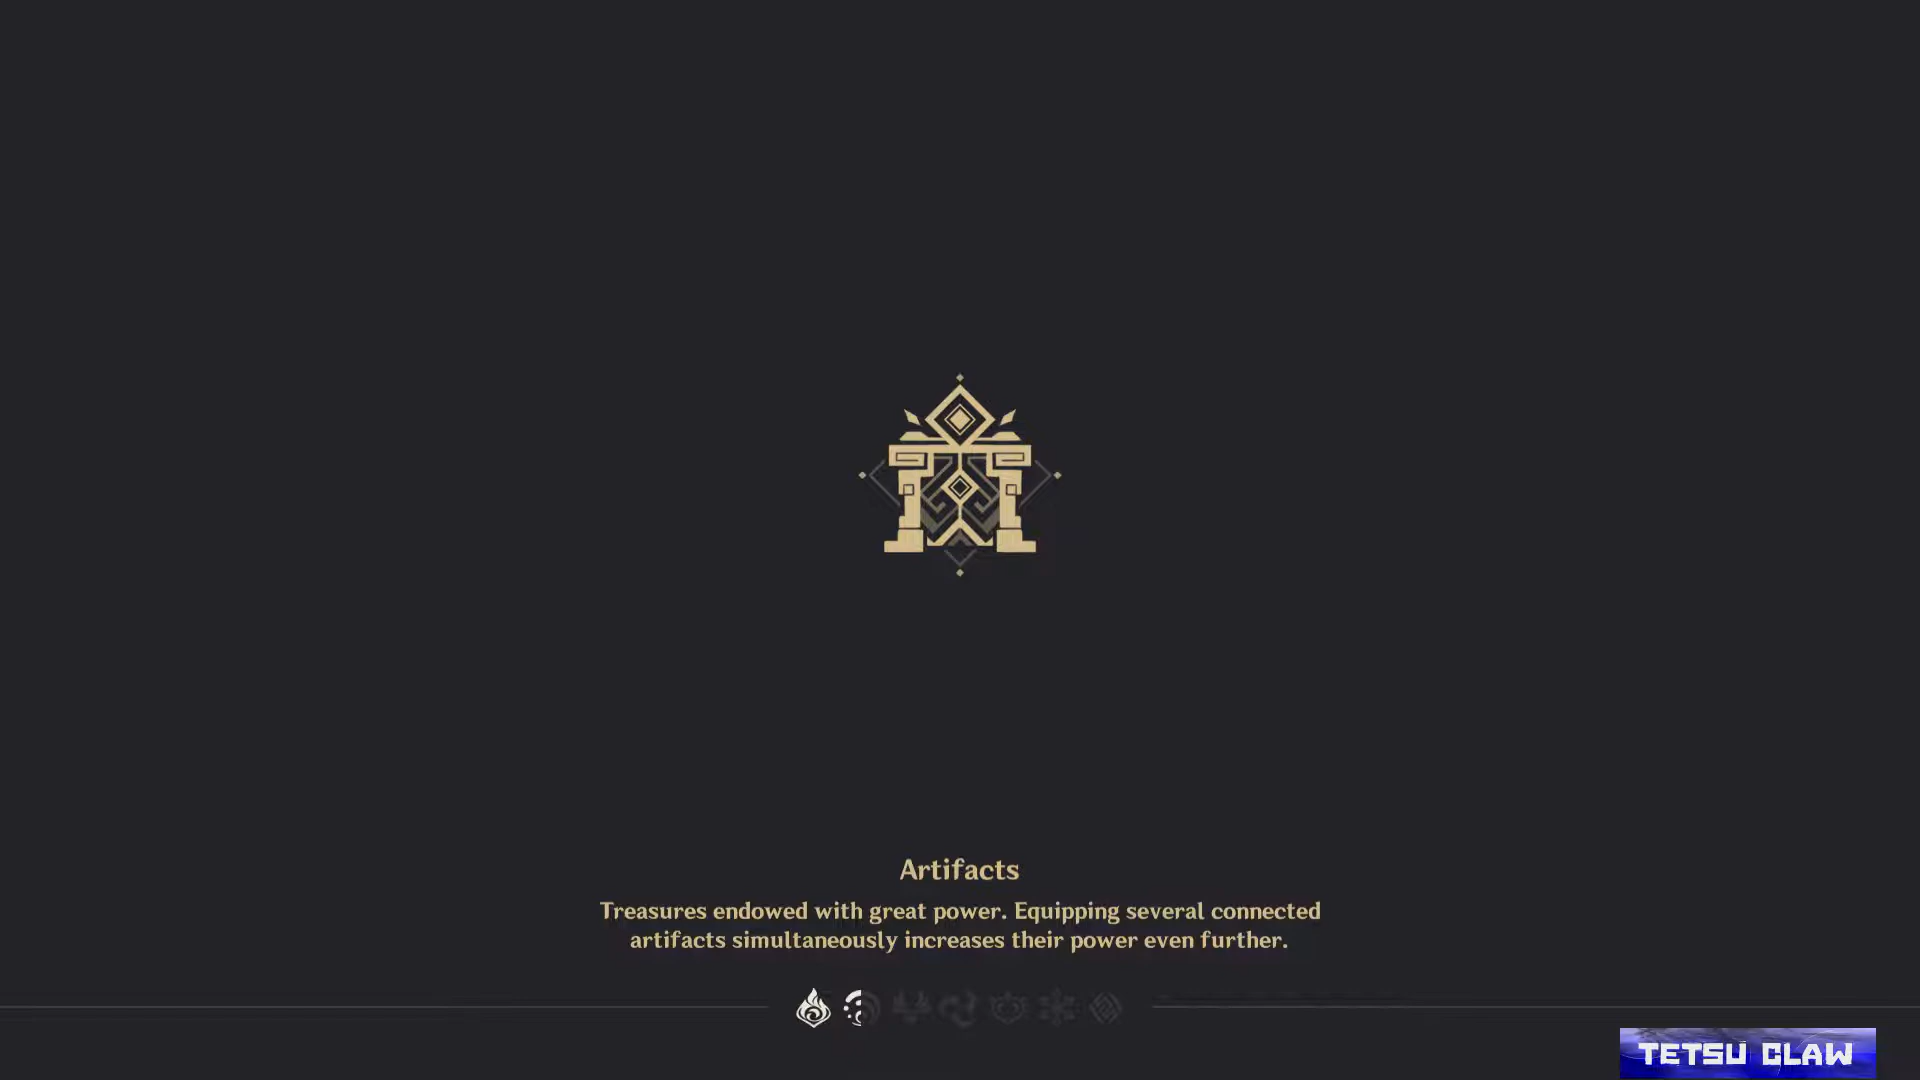 Artifacts
Treasures endowed with great power. Equipping several connected
artifacts simultaneously increases their power even further.
TETSU CLAW